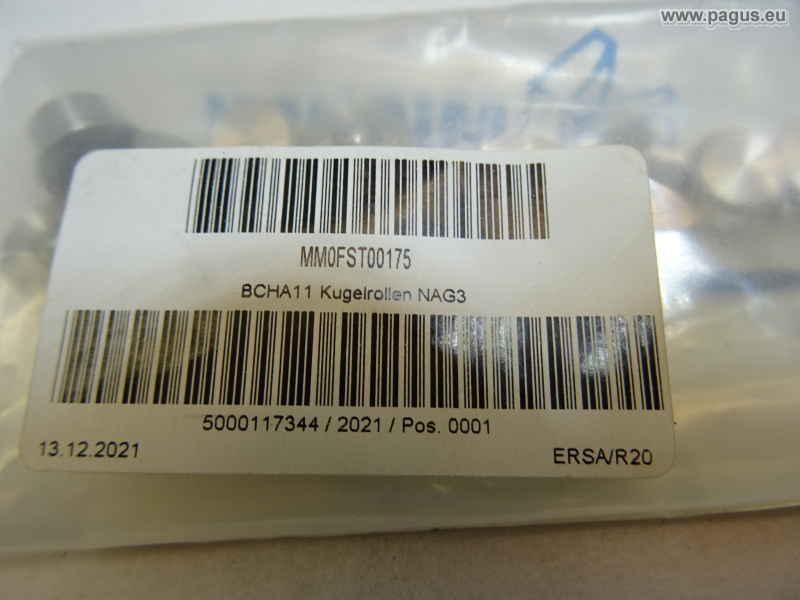 www.pagus.eu
MM0FST00175
BCHA11 Kugelrollen NAG3
5000117344 / 2021 / Pos. 0001
13.12.2021
ERSA/R20